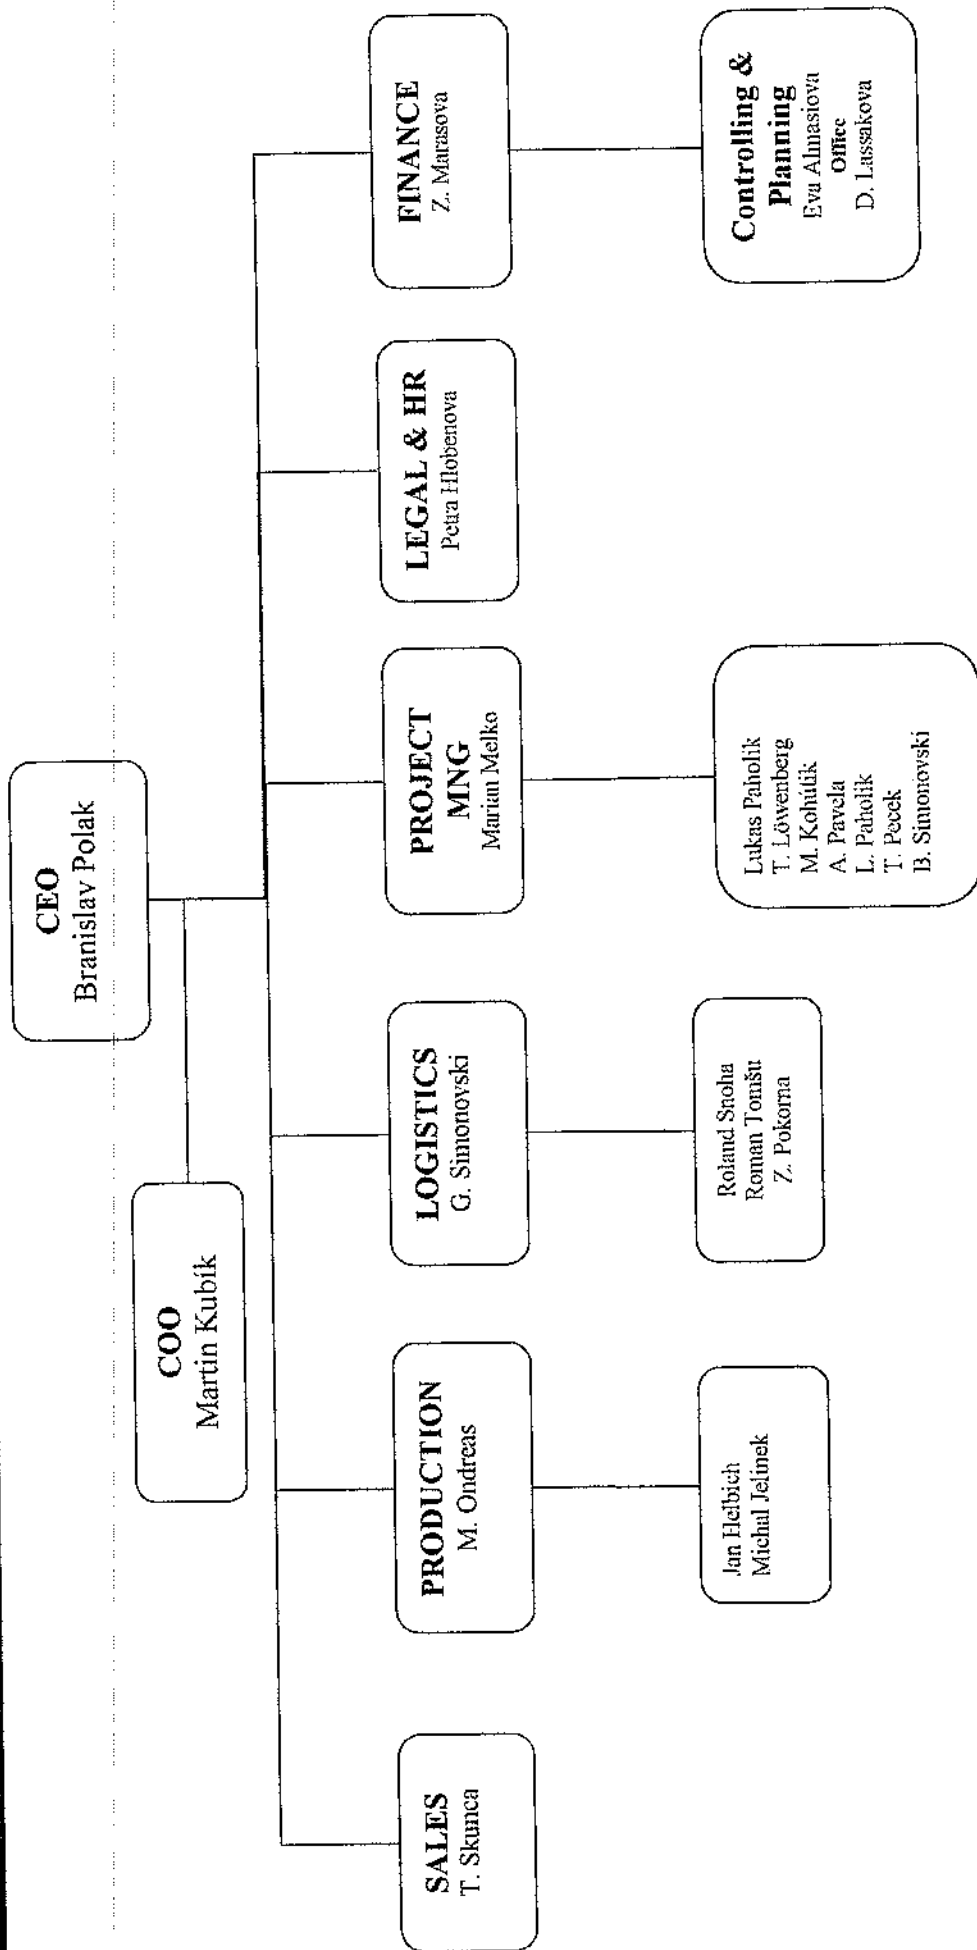 CEO
Branislav Polak
COO
Martin Kubík
SALES
T. Skunca
PRODUCTION
M. Ondreas
LOGISTICS
G. Simonovski
PROJECT
MNG
Marian Melko
LEGAL & HR
Petra Hlobenova
FINANCE
Z. Marasova
Jan Helbich
Michal Jelinek
Roland Snoha
Roman Tomišu
Z. Pokorna
Lukas Paholik
T. Löwenberg
M. Kohútik
A. Pavela
L. Paholik
T. Pecek
B. Simonovski
Controlling &
Planning
Eva Almasiova
Office
D. Lassakova